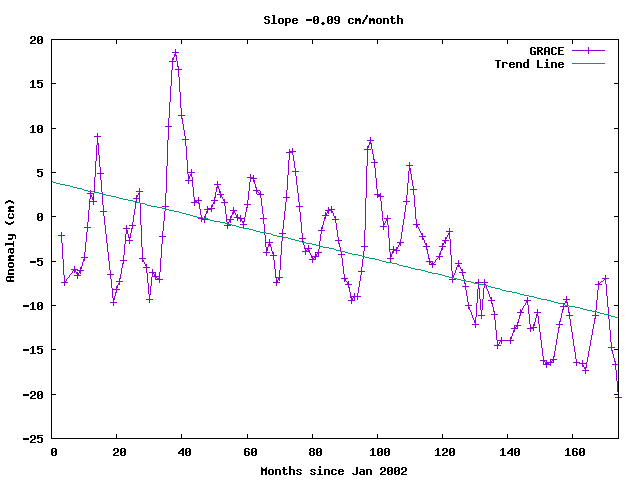 Slope -0.09 cm/month
GRACE
Trend Line
20
15
10
5
0
-5
-10
-15
-20
-25
Anomaly (cm)
0 20 40 60 80 100 120 140 160
Months since Jan 2002